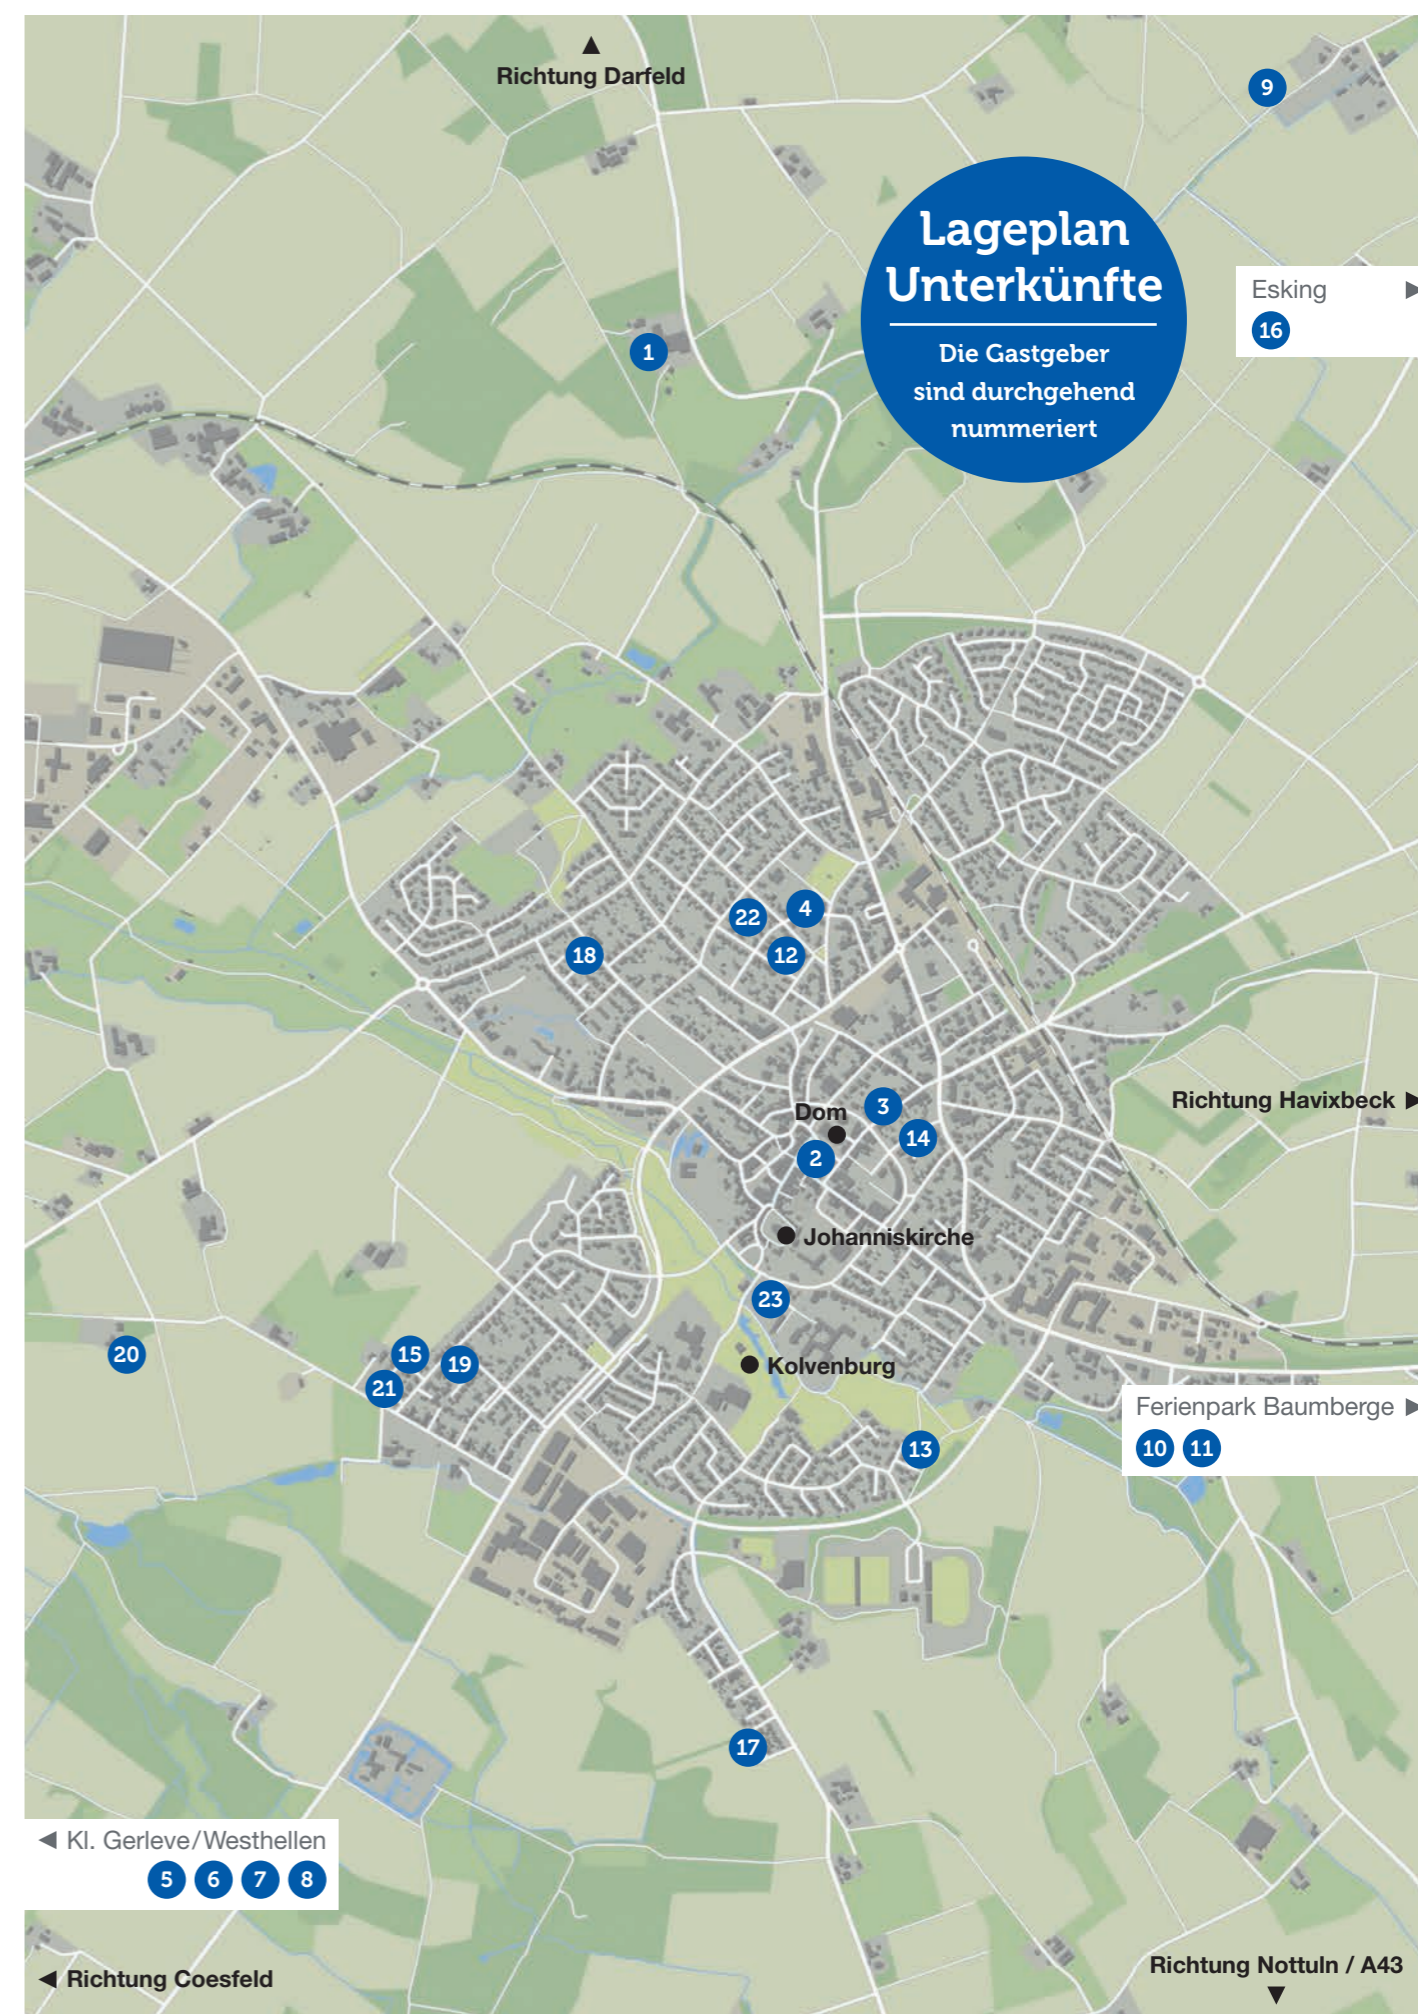 Richtung Darfeld
9
Lageplan
Unterkünfte
Die Gastgeber
sind durchgehend
nummeriert
Esking
16
1
22
4
18
12
Richtung Havixbeck
3
Dom
14
2
Johanniskirche
23
20
15
19
21
Kolvenburg
Ferienpark Baumberge
10 11
13
17
Kl. Gerleve/Westhellen
5 6 7 8
Richtung Coesfeld
Richtung Nottuln / A43